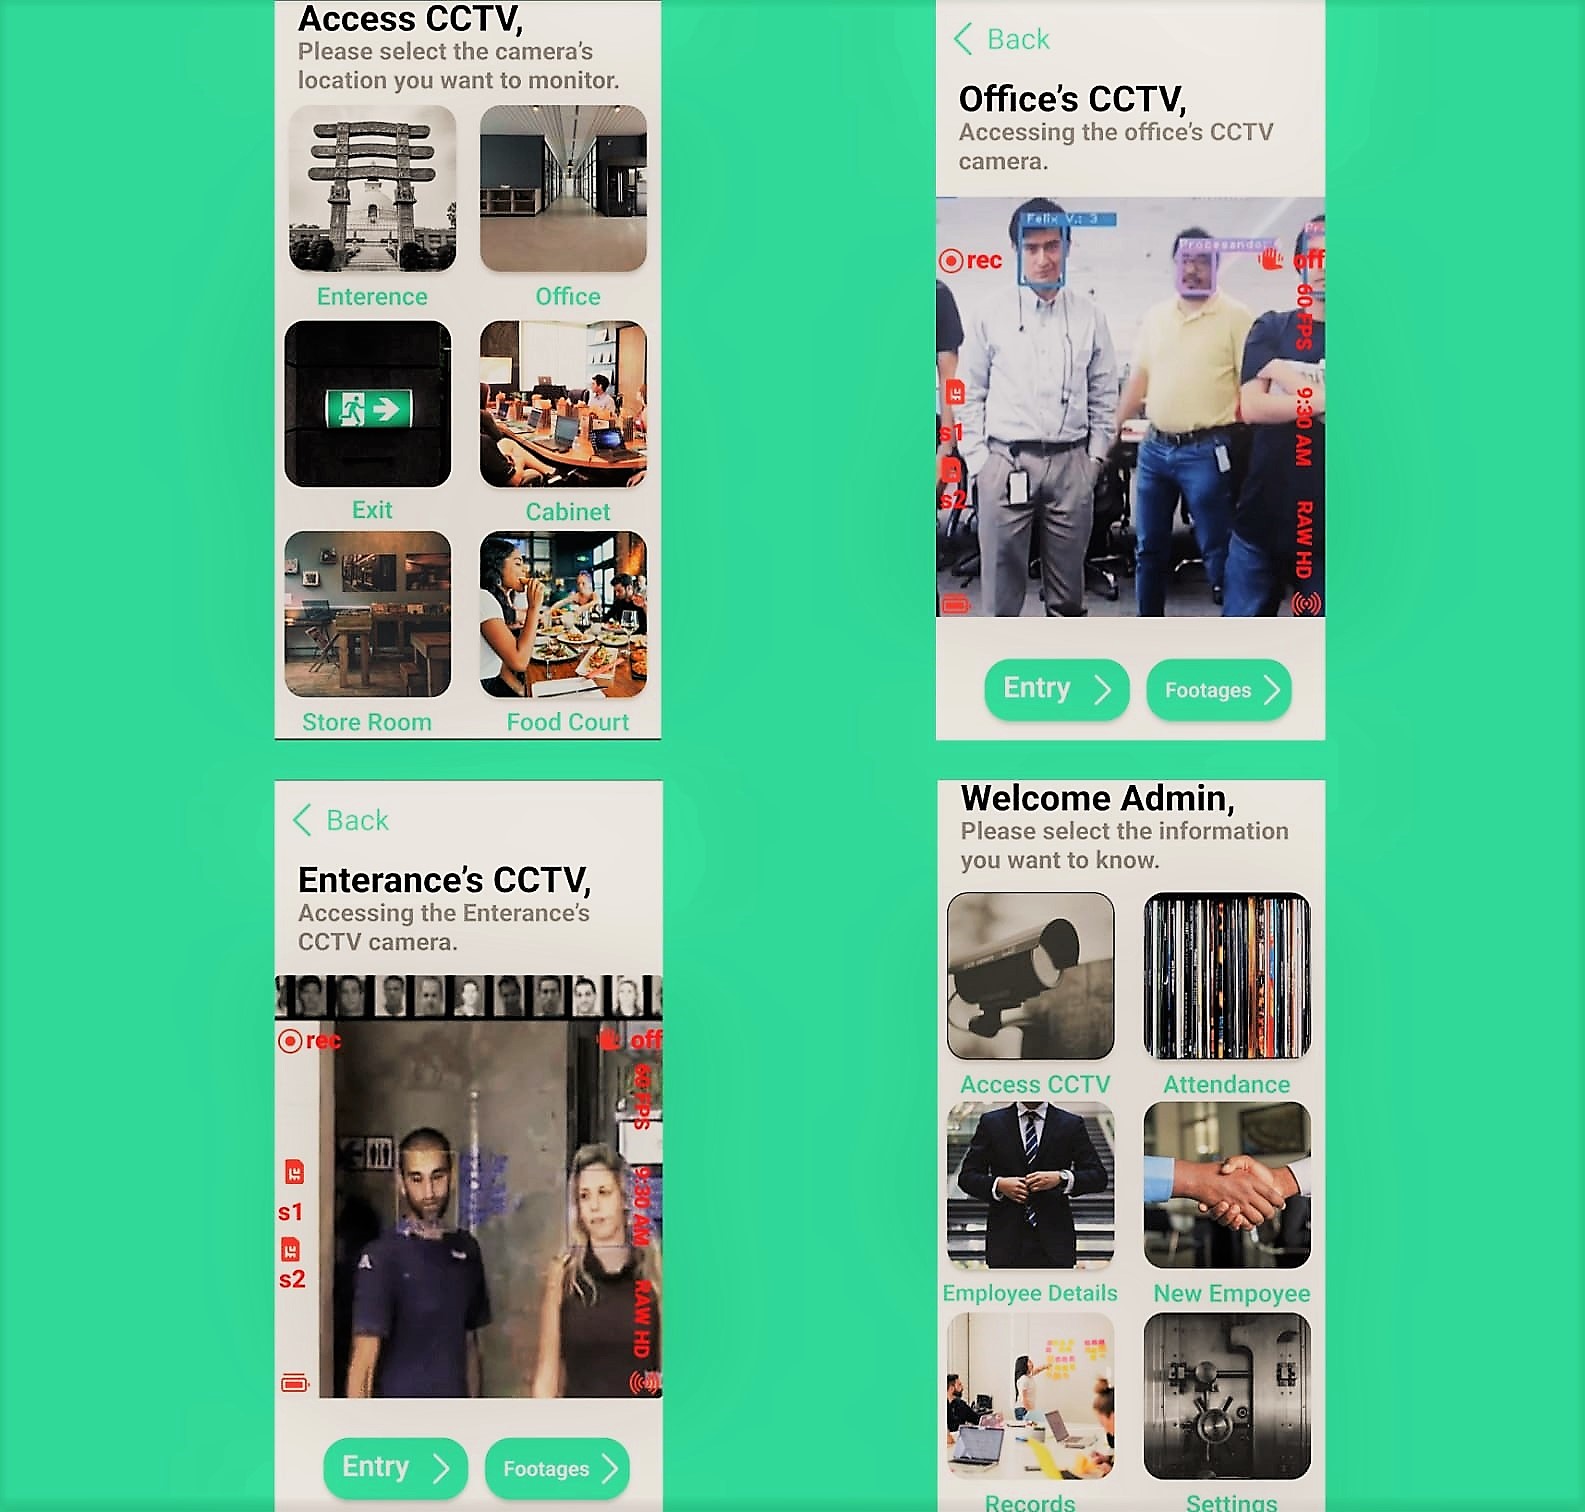 Access CCTV,
Please select the camera's
location you want to monitor.
Enterence
Office
Exit
Cabinet
Store Room
Food Court
Back
Office's CCTV,
Accessing the office's CCTV
camera.
Felix V.: 3
Procesando:
Pr
rec
off
60 FPS
9:30 AM
RAW HD
s1
s2
Entry
Footages
Back
Enterance's CCTV,
Accessing the Enterance's
CCTV camera.
rec
off
60 FPS
9:30 AM
RAW HD
s1
s2
Entry
Footages
Welcome Admin,
Please select the information
you want to know.
Access CCTV
Attendance
Employee Details
New Empoyee
Records
Settings